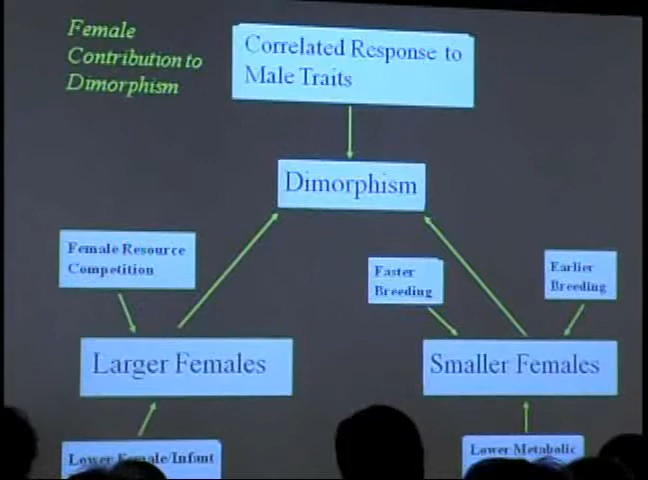 Female
Contribution to
Dimorphism
Correlated Response to
Male Traits
Dimorphism
Female Resource
Competition
Faster
Breeding
Earlier
Breeding
Larger Females
Smaller Females
Lower Female/Infant
Lower Metabolic